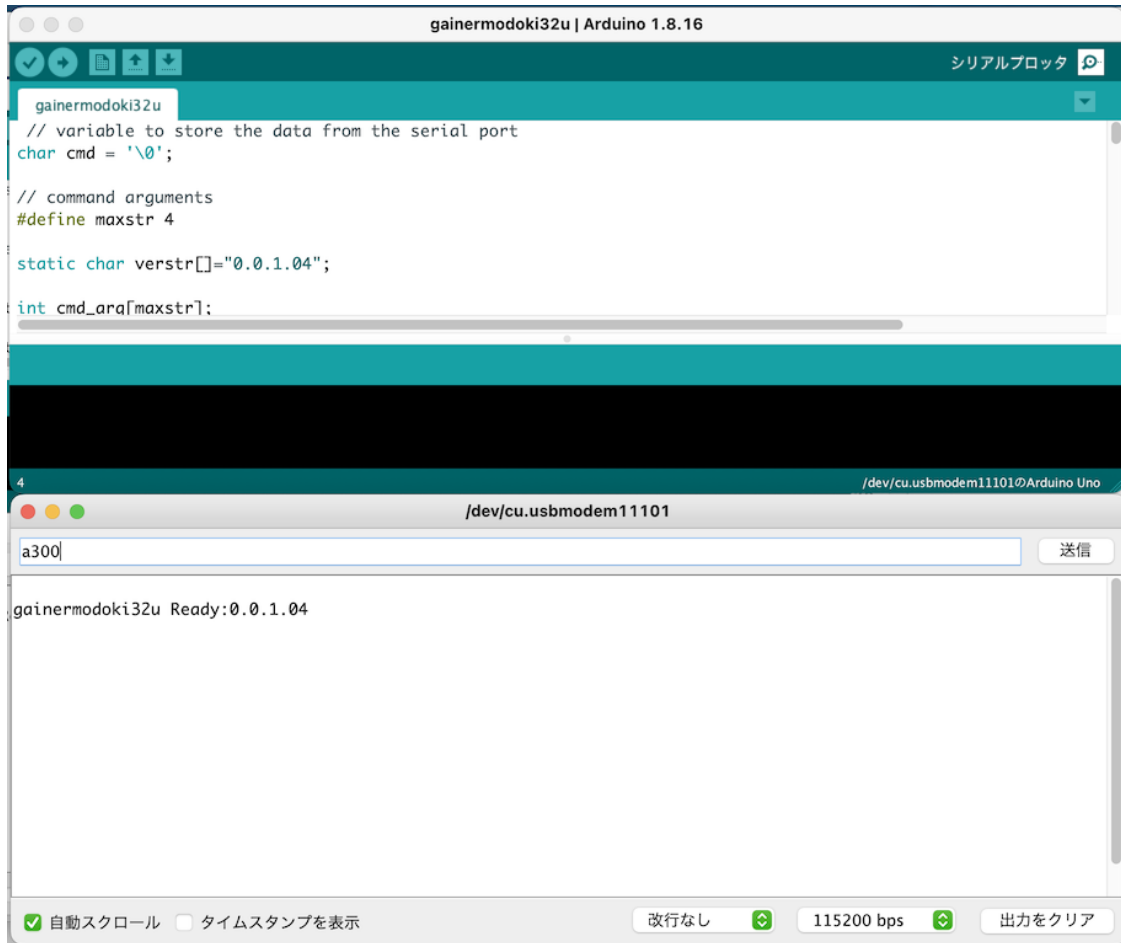 gainermodoki32u | Arduino 1.8.16
シリアルプロッタ
gainermodoki32u
// variable to store the data from the serial port
char cmd = '\0';
// command arguments
#define maxstr 4
static char verstr[]="0.0.1.04";
int cmd_arg[maxstr];
4
/dev/cu.usbmodem11101のArduino Uno
/dev/cu.usbmodem11101
a300
送信
gainermodoki32u Ready:0.0.1.04
自動スクロール
タイムスタンプを表示
改行なし
115200 bps
出力をクリア